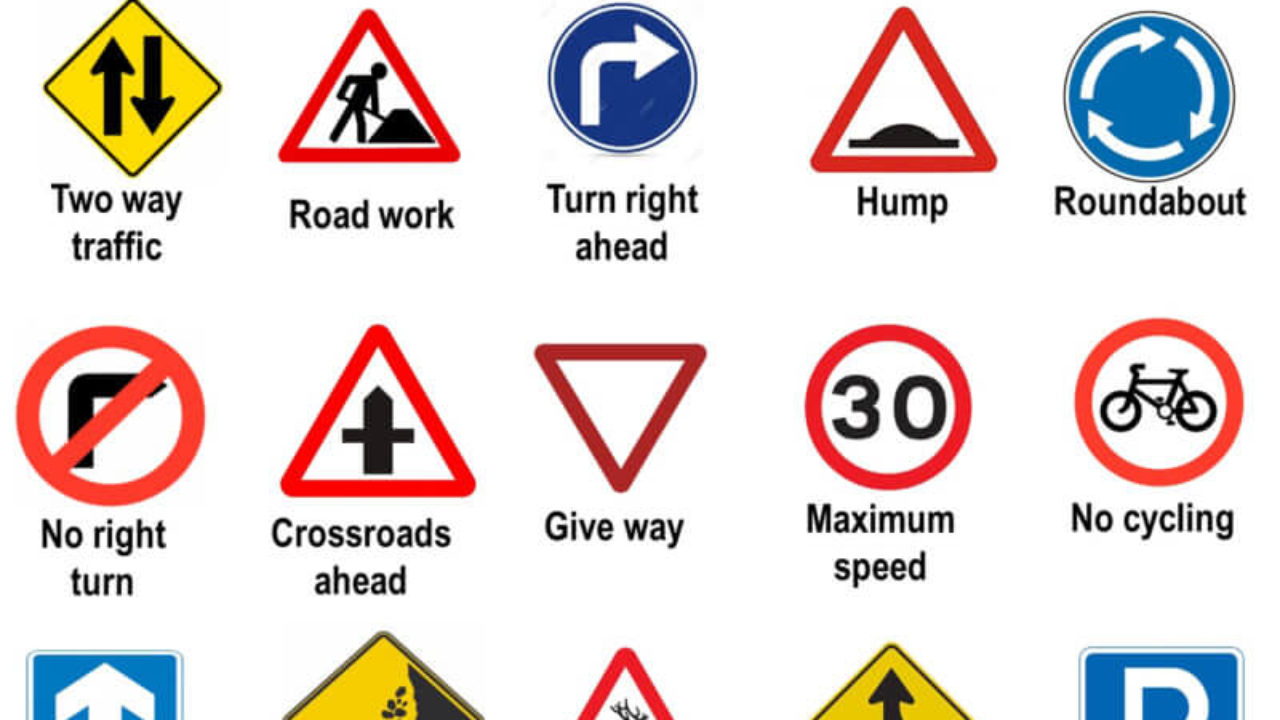 Two way
traffic
Road work
Turn right
ahead
Hump
Roundabout
30
No right
turn
Crossroads
ahead
Give way
Maximum
speed
No cycling
P